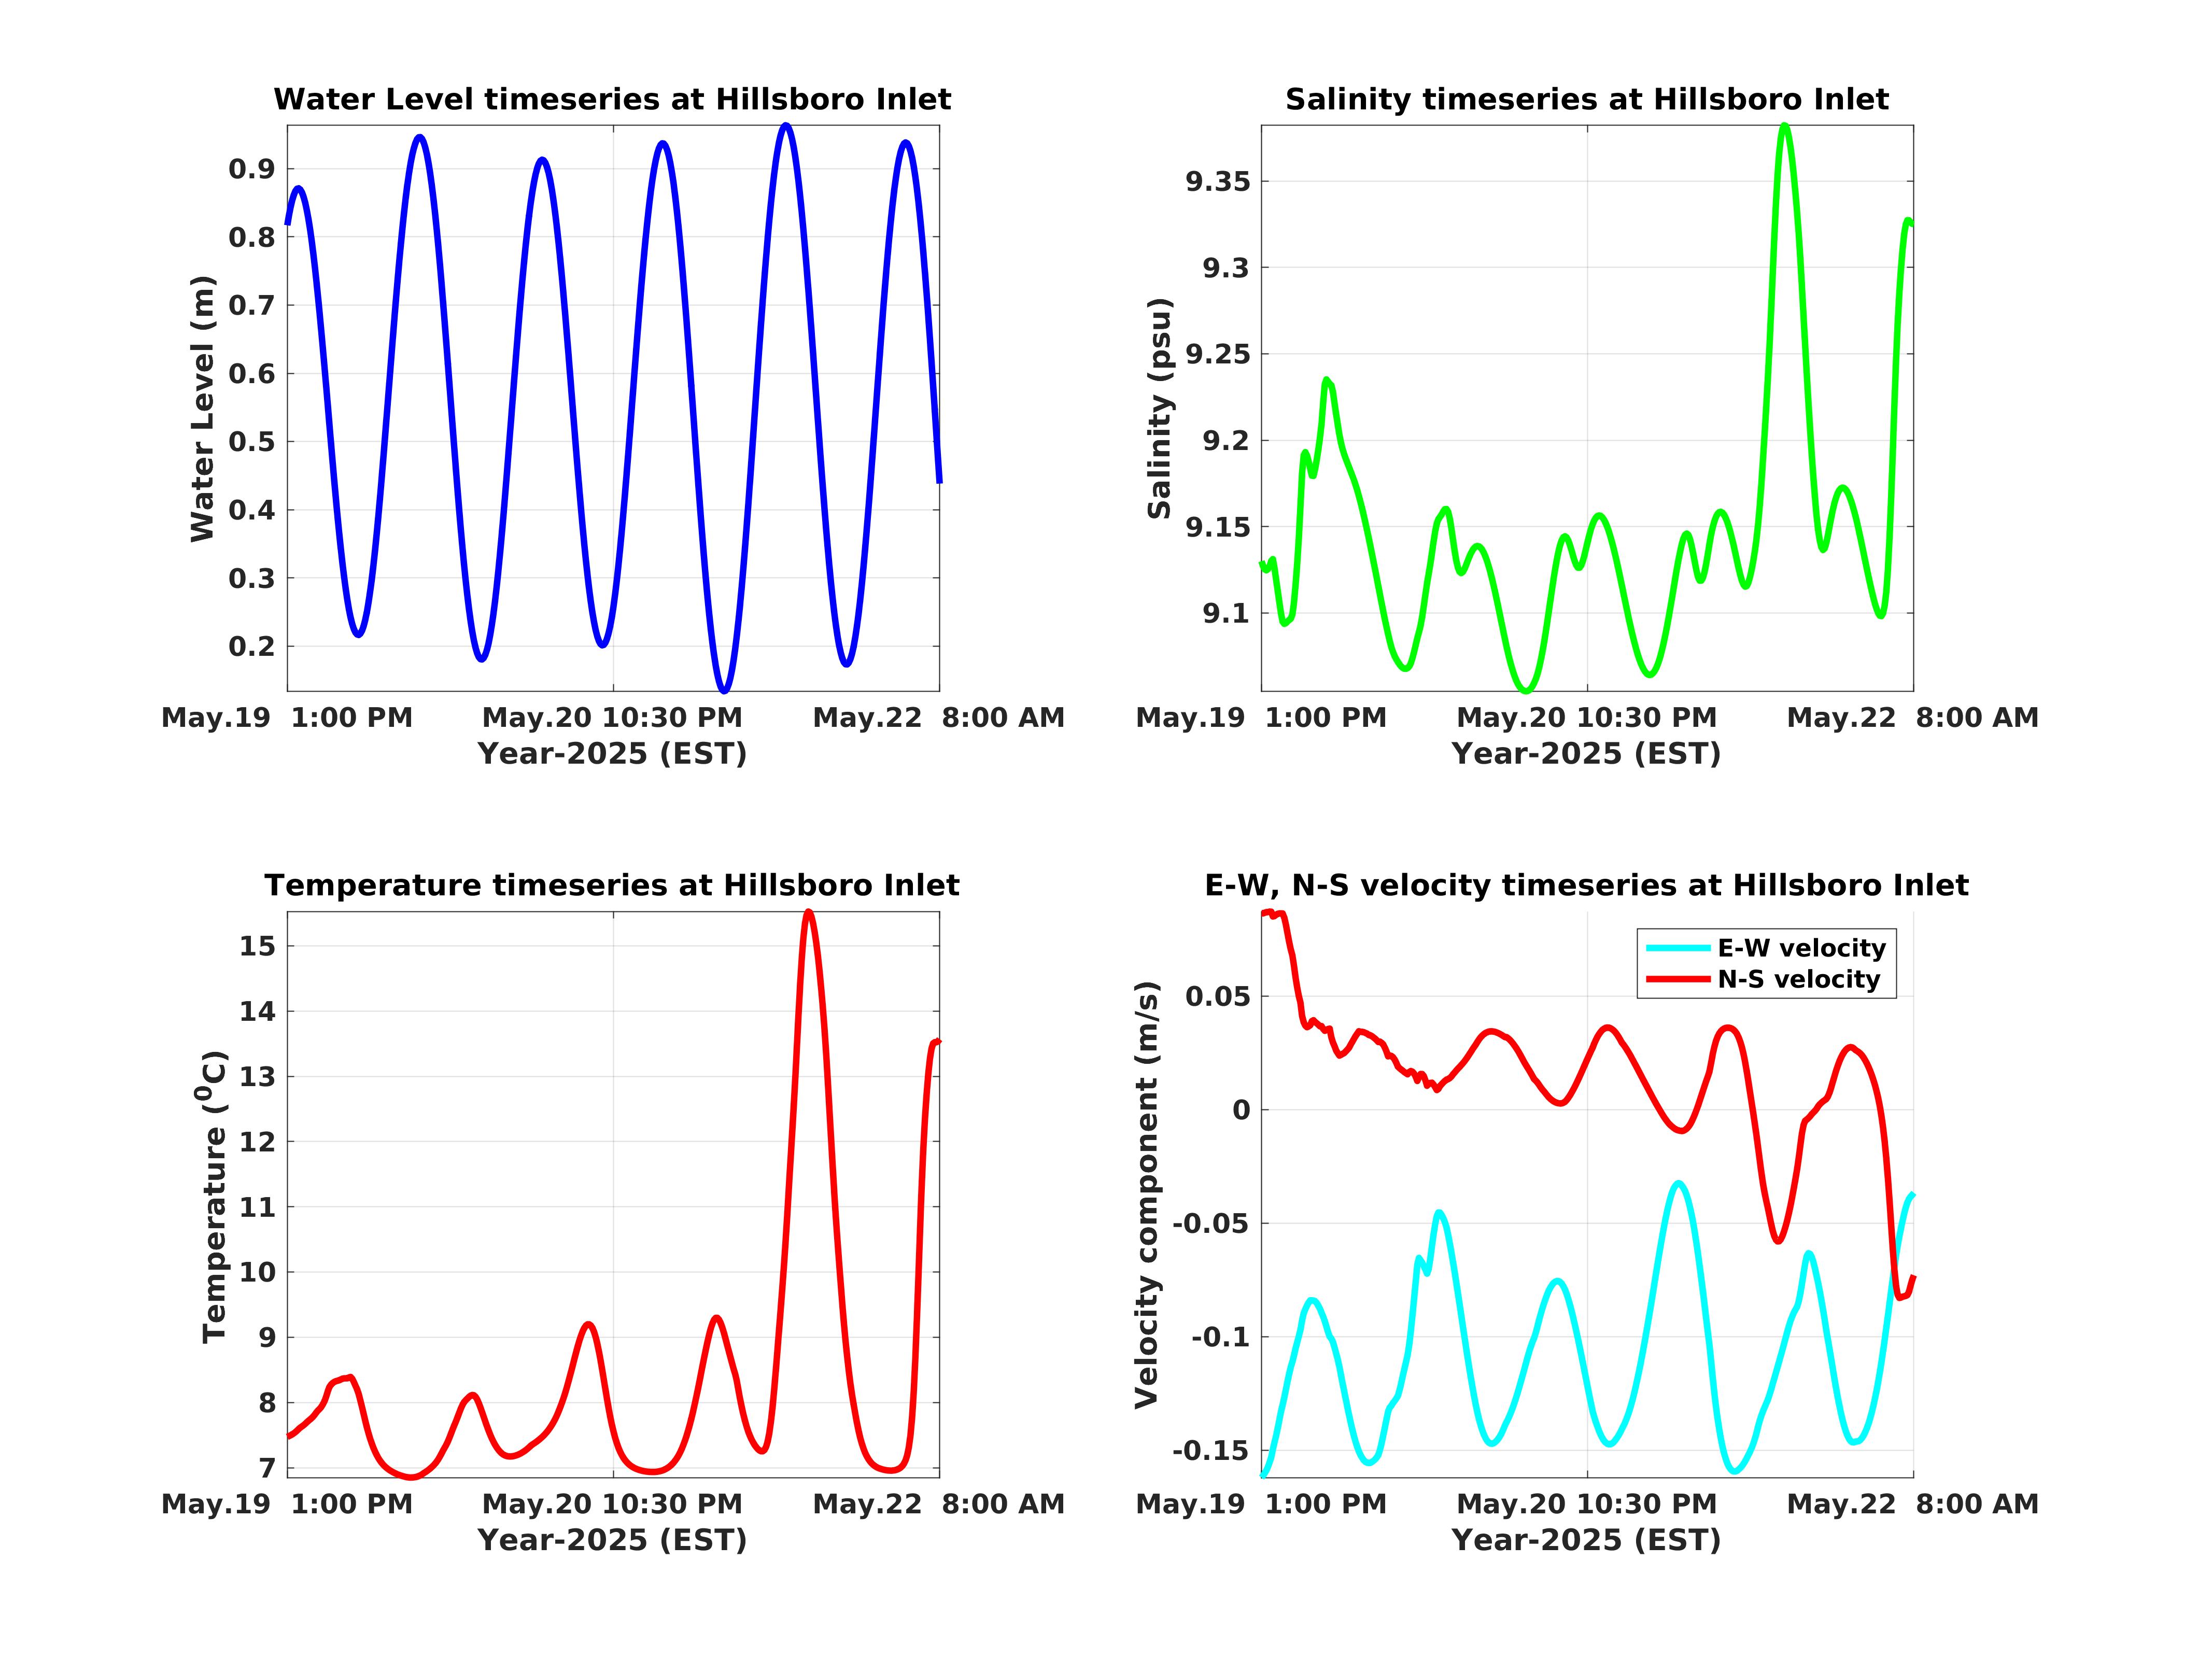 Water Level timeseries at Hillsboro Inlet
Water Level (m)
0.9
0.8
0.7
0.6
0.5
0.4
0.3
0.2
May.19 1:00 PM
May.20 10:30 PM
May.22 8:00 AM
Year-2025 (EST)
Salinity timeseries at Hillsboro Inlet
Salinity (psu)
9.35
9.3
9.25
9.2
9.15
9.1
May.19 1:00 PM
May.20 10:30 PM
May.22 8:00 AM
Year-2025 (EST)
Temperature timeseries at Hillsboro Inlet
Temperature (⁰C)
15
14
13
12
11
10
9
8
7
May.19 1:00 PM
May.20 10:30 PM
May.22 8:00 AM
Year-2025 (EST)
E-W, N-S velocity timeseries at Hillsboro Inlet
Velocity component (m/s)
E-W velocity
N-S velocity
0.05
0
-0.05
-0.1
-0.15
May.19 1:00 PM
May.20 10:30 PM
May.22 8:00 AM
Year-2025 (EST)